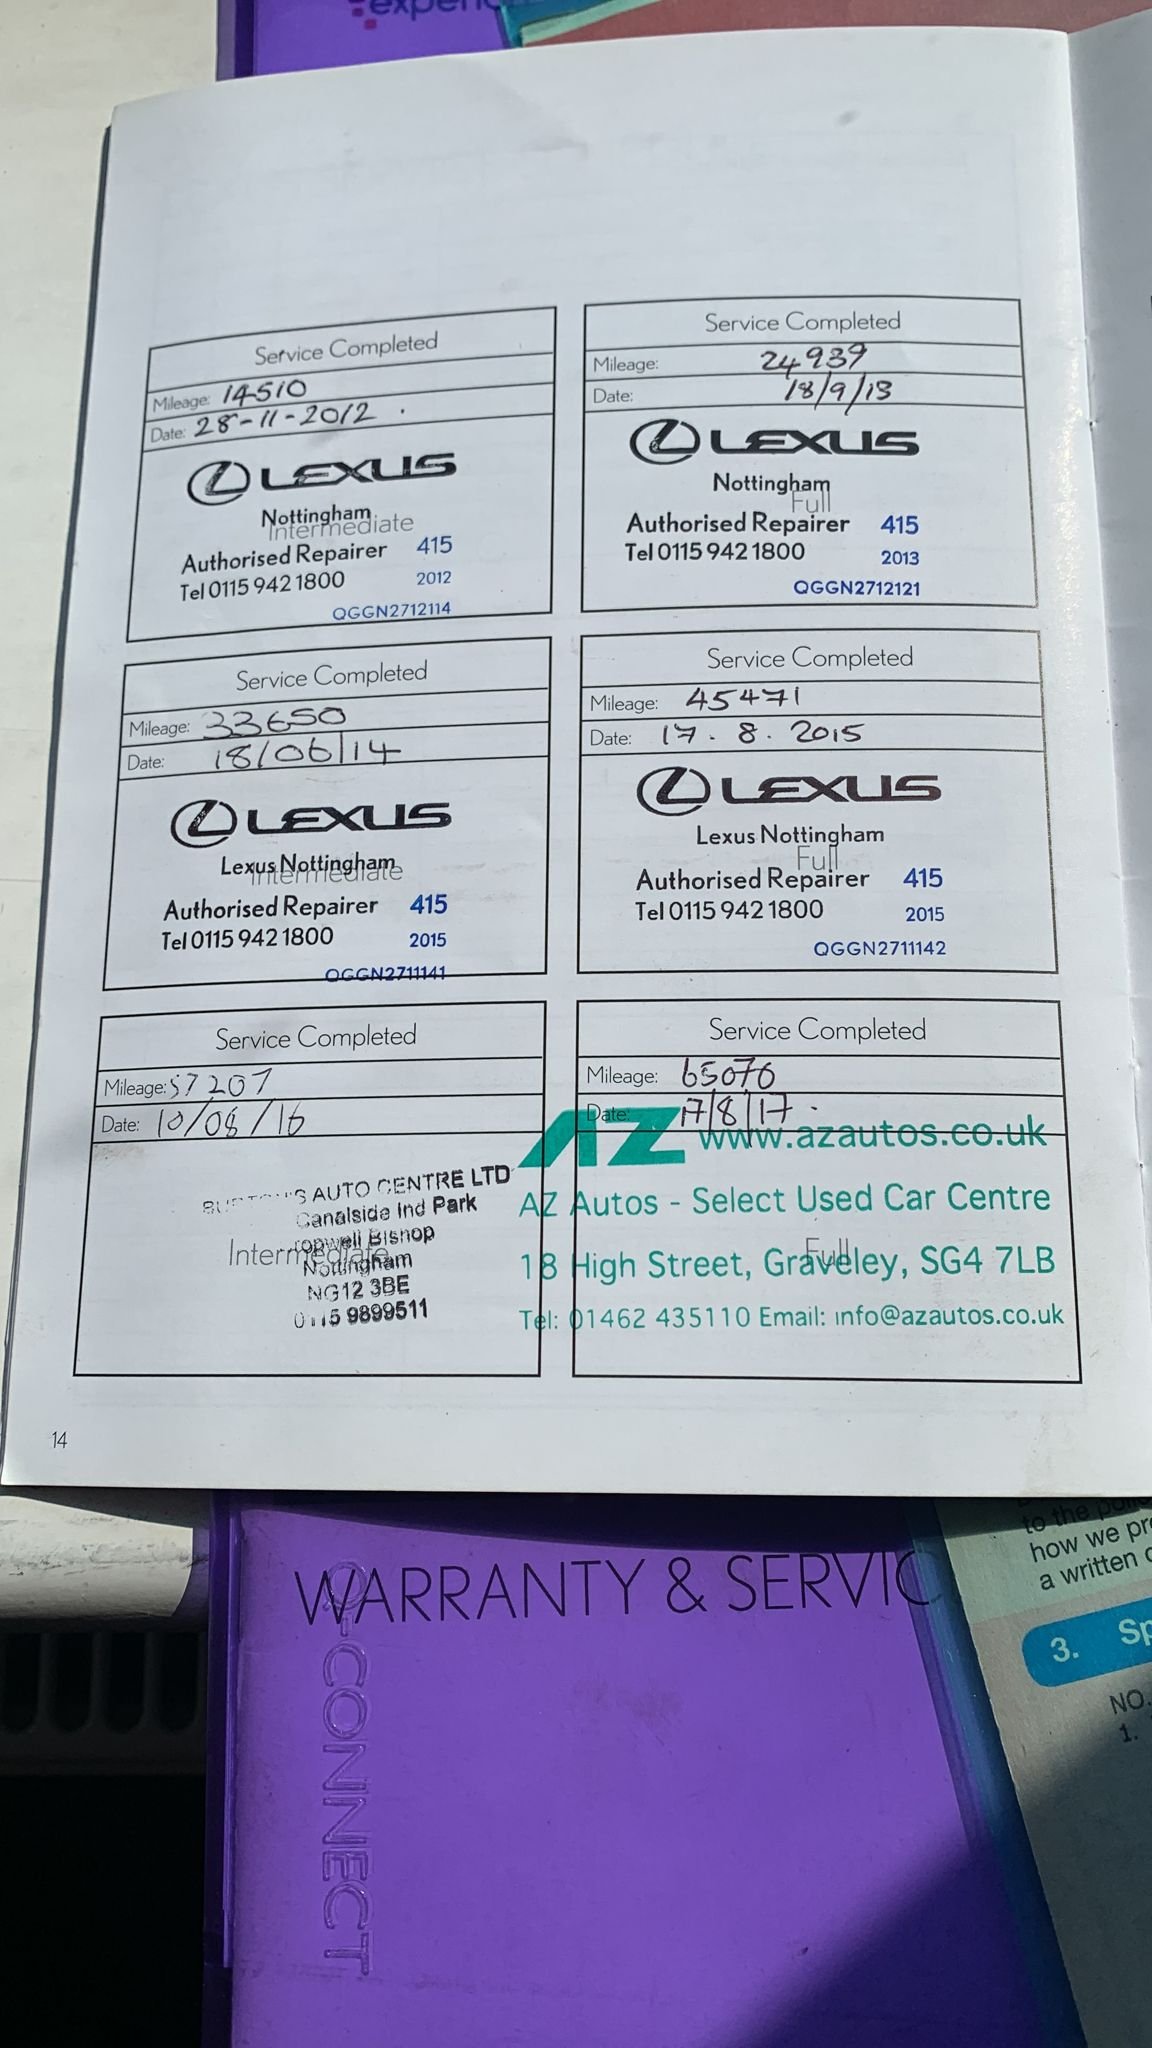 experi
Service Completed
Mileage: 14510
Date: 28-11-2012.
LEXUS
Nottingham
Intermediate
Authorised Repairer 415
Tel 0115 942 1800 2012
QGGN2712114
Service Completed
Mileage: 24939
Date: 18/9/13
LEXUS
Nottingham
Full
Authorised Repairer 415
Tel 0115 942 1800 2013
QGGN2712121
Service Completed
Mileage: 33650
Date: 18/06/14
LEXUS
Lexus Nottingham
Intermediate
Authorised Repairer 415
Tel 0115 942 1800 2015
QGGN2711141
Service Completed
Mileage: 45471
Date: 17.8.2015
LEXUS
Lexus Nottingham
Full
Authorised Repairer 415
Tel 0115 942 1800 2015
QGGN2711142
Service Completed
Mileage: 57207
Date: 10/08/16
AUTO CENTRE LTD
Canalside Ind Park
Bishop
Intermediate
Nottingham
NG12 3BE
0115 9899511
Service Completed
Mileage: 65076
Date: 17/8/17.
AZ www.azautos.co.uk
AZ Autos - Select Used Car Centre
Full
18 High Street, Graveley, SG4 7LB
Tel: 01462 435110 Email: info@azautos.co.uk
14
WARRANTY & SERVIC
CONNECT
to the
how we pr
a written
3. Sp
NO.
1.